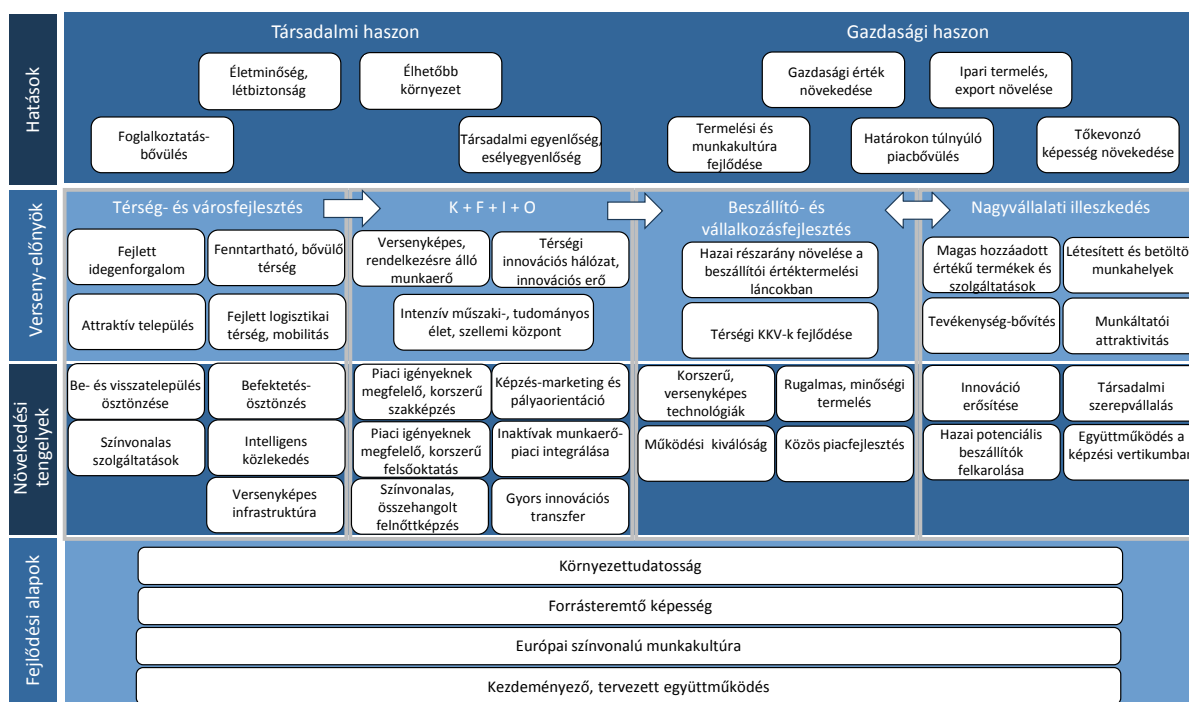 Hatások
Társadalmi haszon
Gazdasági haszon
Életminőség,
létbiztonság
Élhetőbb
környezet
Foglalkoztatás-
bővülés
Társadalmi egyenlőség,
esélyegyenlőség
Gazdasági érték
növekedése
Ipari termelés,
export növelése
Termelési és
munkakultúra
fejlődése
Határokon túlnyúló
piacbővülés
Tőkevonzó
képesség növekedése
Verseny-előnyök
Térség- és városfejlesztés
Fejlett
idegenforgalom
Fenntartható, bővülő
térség
Attraktív település
Fejlett logisztikai
térség, mobilitás
K + F + I + O
Versenyképes,
rendelkezésre álló
munkaerő
Térségi
innovációs hálózat,
innovációs erő
Intenzív műszaki-, tudományos
élet, szellemi központ
Beszállító- és
vállalkozásfejlesztés
Hazai részarány növelése a
beszállítói értéktermelési
láncokban
Térségi KKV-k fejlődése
Nagyvállalati illeszkedés
Magas hozzáadott
értékű termékek és
szolgáltatások
Létesített és betöltött
munkahelyek
Tevékenység-bővítés
Munkáltatói
attraktivitás
Növekedési
tengelyek
Be- és visszatelepülés
ösztönzése
Befektetés-
ösztönzés
Színvonalas
szolgáltatások
Intelligens
közlekedés
Versenyképes
infrastruktúra
Piaci igényeknek
megfelelő, korszerű
szakképzés
Képzés-marketing és
pályaorientáció
Piaci igényeknek
megfelelő, korszerű
felsőoktatás
Inaktívak munkaerő-
piaci integrálása
Színvonalas,
összehangolt
felnőttképzés
Gyors innovációs
transzfer
Korszerű,
versenyképes
technológiák
Rugalmas, minőségi
termelés
Működési kiválóság
Közös piacfejlesztés
Innováció
erősítése
Társadalmi
szerepvállalás
Hazai potenciális
beszállítók
felkarolása
Együttműködés a
képzési vertikumban
Fejlődési alapok
Környezettudatosság
Forrásteremtő képesség
Európai színvonalú munkakultúra
Kezdeményező, tervezett együttműködés